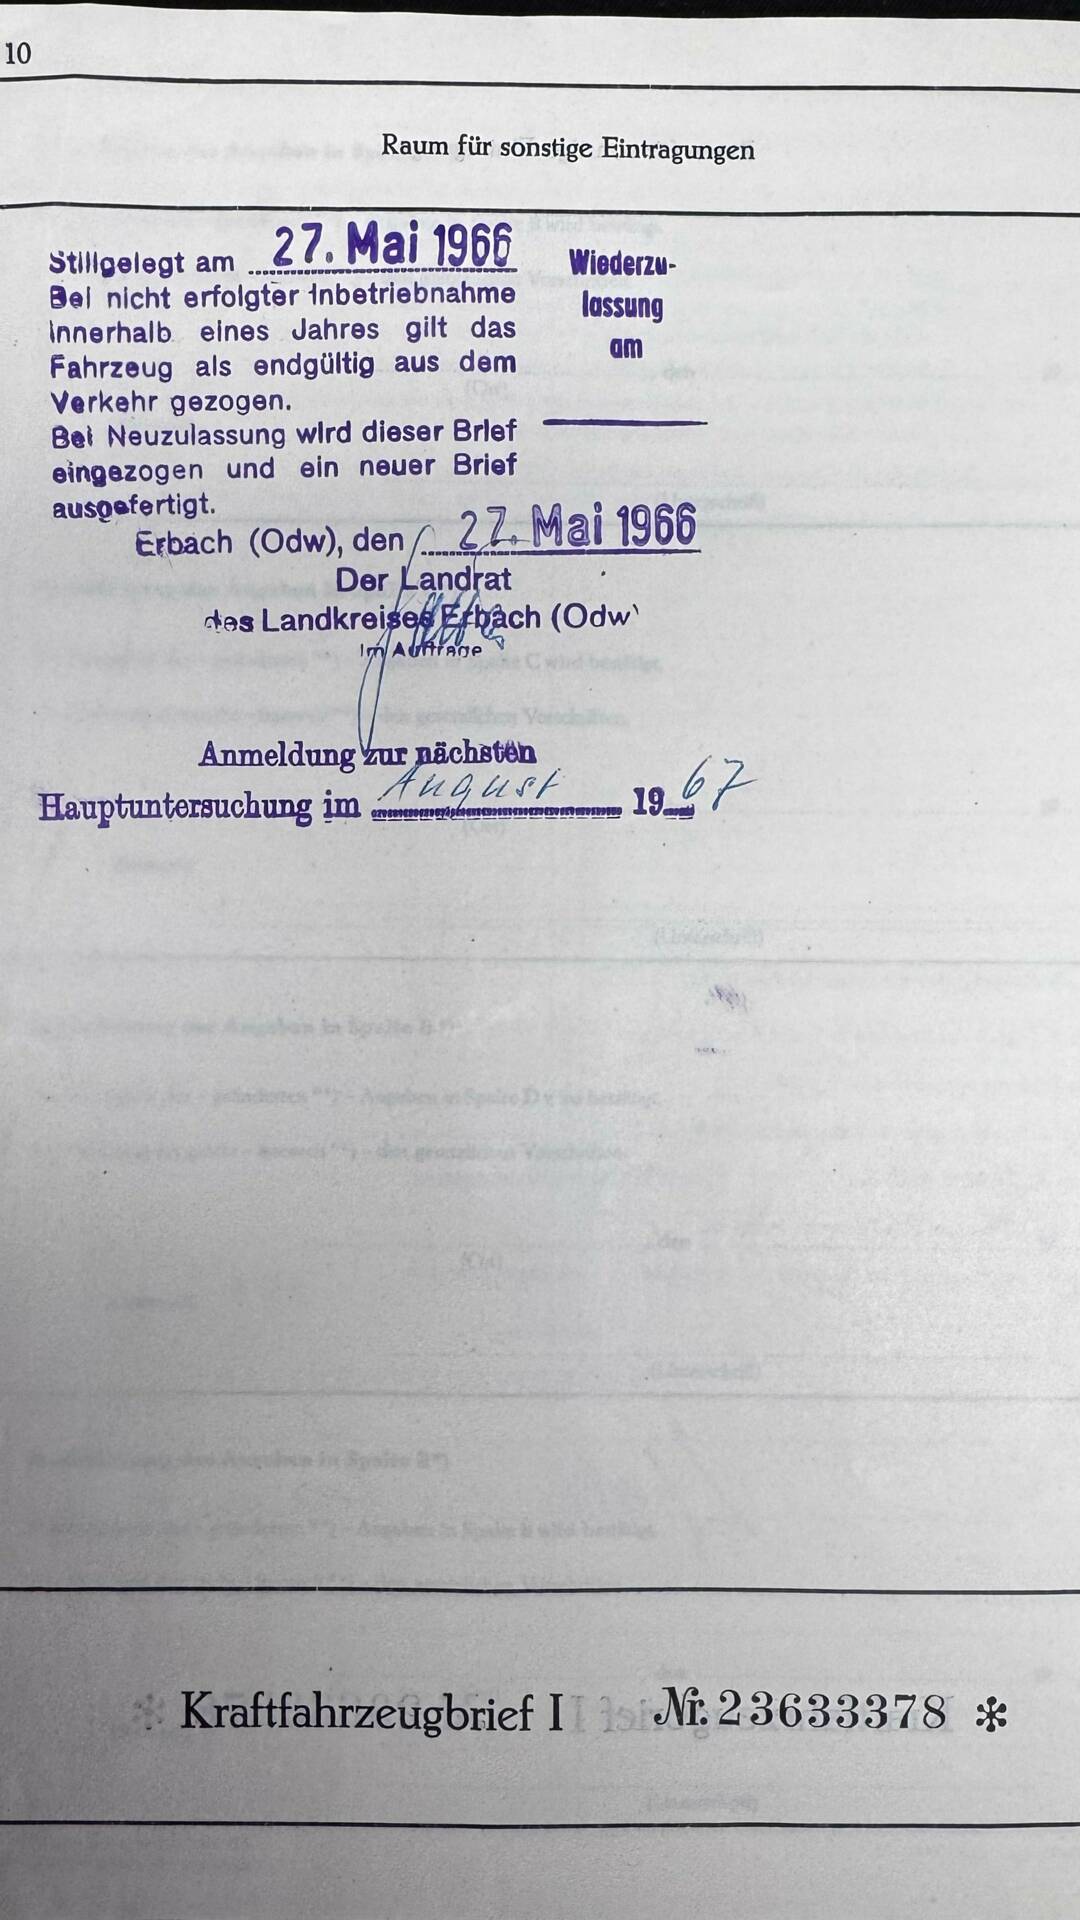 10
Raum für sonstige Eintragungen
Stillgelegt am 27. Mai 1966
Bei nicht erfolgter Inbetriebnahme
innerhalb eines Jahres gilt das
Fahrzeug als endgültig aus dem
Verkehr gezogen.
Bei Neuzulassung wird dieser Brief
eingezogen und ein neuer Brief
ausgefertigt.
Wiederzu-
lassung
am
Erbach (Odw), den 27. Mai 1966
Der Landrat
des Landkreises Erbach (Odw)
Im Auftrage
Anmeldung zur nächsten
Hauptuntersuchung im August 1967
Kraftfahrzeugbrief I Nr. 23633378 *